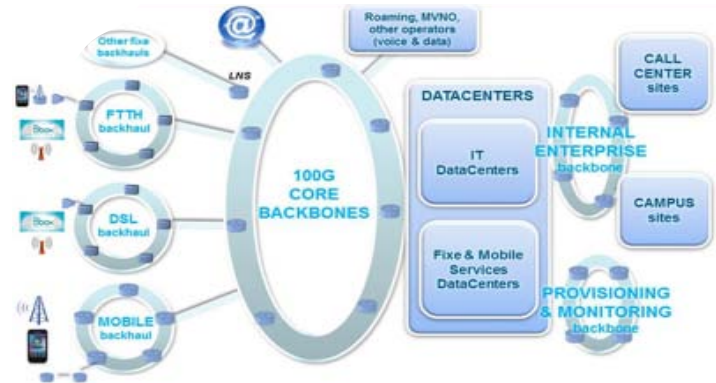 Other fixe
backhauls
@
LNS
Roaming, MVNO,
other operators
(voice & data)
FTTH
backhaul
Bbox
DSL
backhaul
Bbox
MOBILE
backhaul
100G
CORE
BACKBONES
DATACENTERS
IT
DataCenters
Fixe & Mobile
Services
DataCenters
CALL
CENTER
sites
INTERNAL
ENTERPRISE
backbone
CAMPUS
sites
PROVISIONING
& MONITORING
backbone